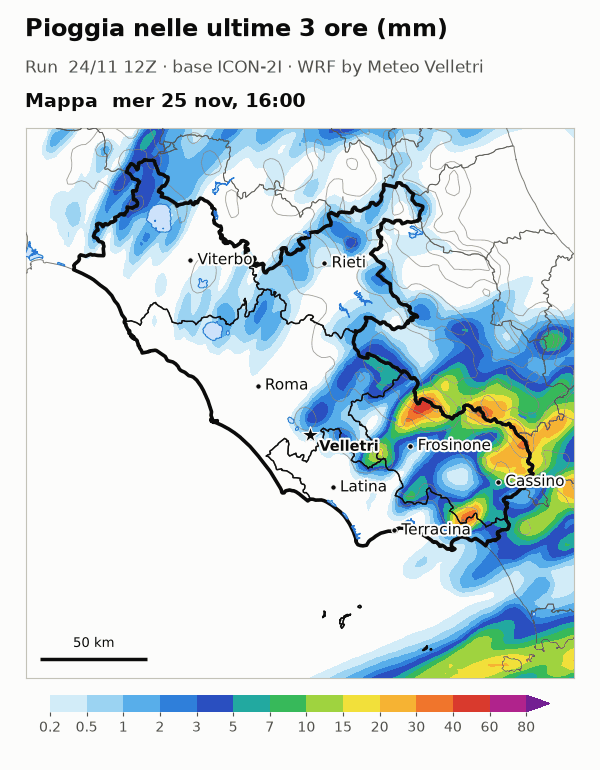 Pioggia nelle ultime 3 ore (mm)
Run  24/11 12Z · base ICON-2I · WRF by Meteo Velletri
Mappa  mer 25 nov, 16:00
Viterbo
Rieti
Roma
Velletri
Frosinone
Cassino
Latina
Terracina
50 km
0.2 0.5 1 2 3 5 7 10 15 20 30 40 60 80